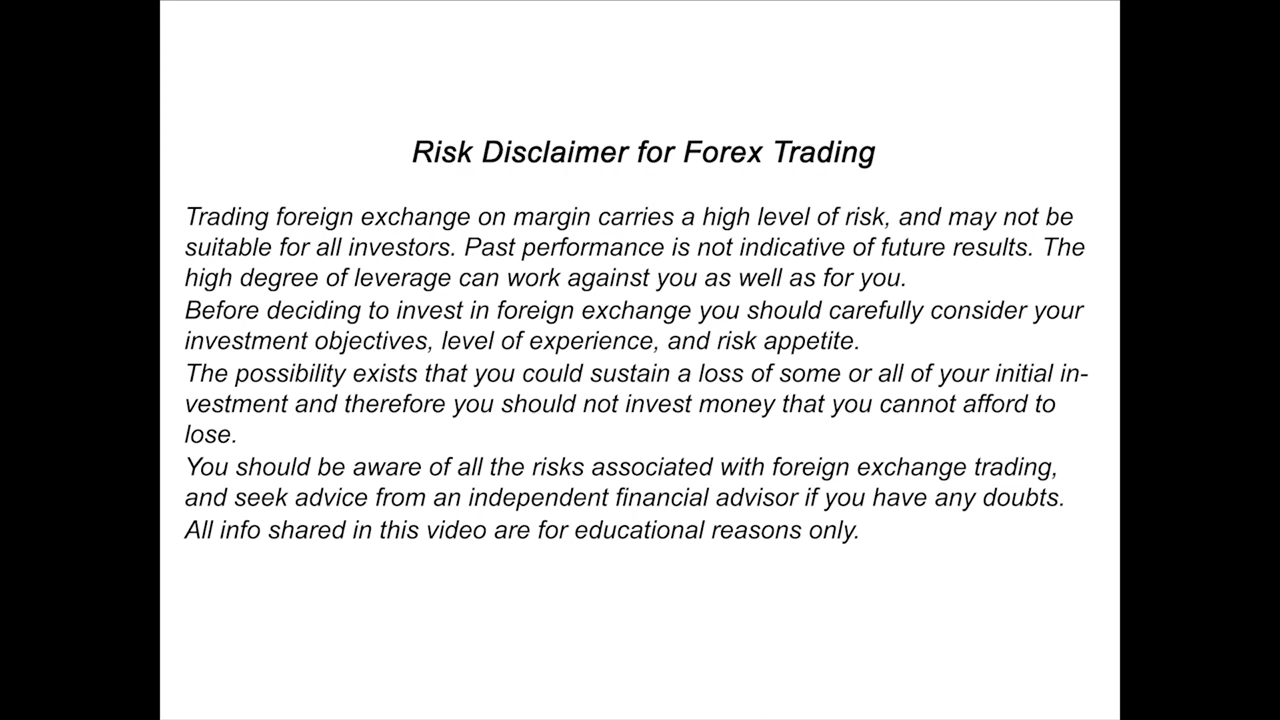 Risk Disclaimer for Forex Trading
Trading foreign exchange on margin carries a high level of risk, and may not be
suitable for all investors. Past performance is not indicative of future results. The
high degree of leverage can work against you as well as for you.
Before deciding to invest in foreign exchange you should carefully consider your
investment objectives, level of experience, and risk appetite.
The possibility exists that you could sustain a loss of some or all of your initial in-
vestment and therefore you should not invest money that you cannot afford to
lose.
You should be aware of all the risks associated with foreign exchange trading,
and seek advice from an independent financial advisor if you have any doubts.
All info shared in this video are for educational reasons only.